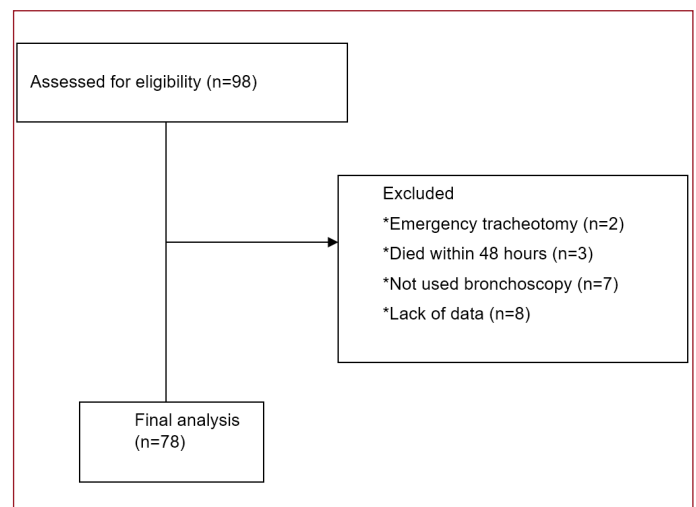 Assessed for eligibility (n=98)
Excluded
*Emergency tracheotomy (n=2)
*Died within 48 hours (n=3)
*Not used bronchoscopy (n=7)
*Lack of data (n=8)
Final analysis
(n=78)